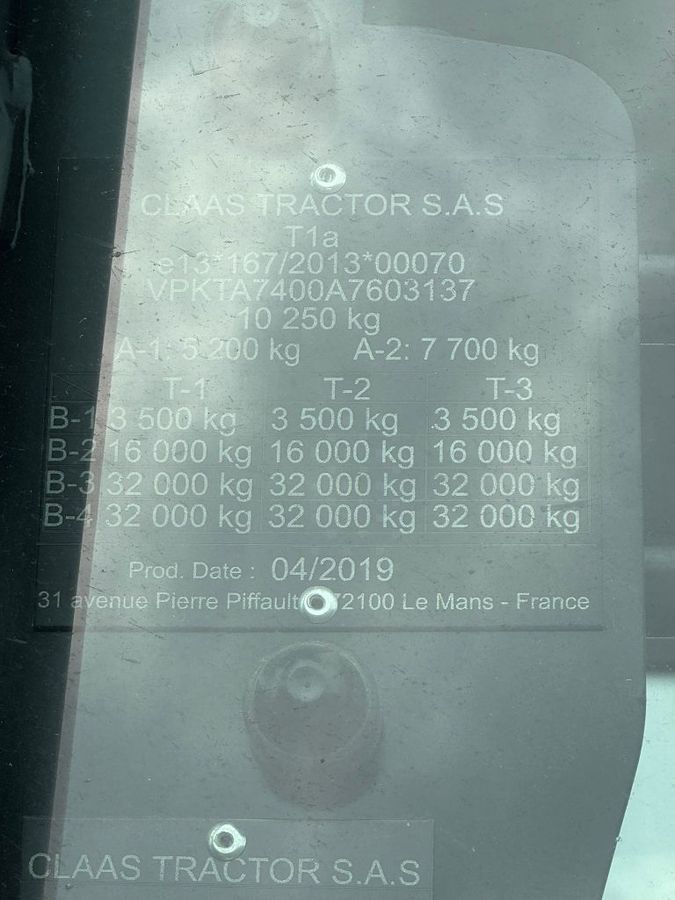 CLAAS TRACTOR S.A.S
T1a
e13*167/2013*00070
VPKTA7400A7603137
10 250 kg
A-1: 5 200 kg A-2: 7 700 kg
T-1 T-2 T-3
B-1 3 500 kg 3 500 kg 3 500 kg
B-2 16 000 kg 16 000 kg 16 000 kg
B-3 32 000 kg 32 000 kg 32 000 kg
B-4 32 000 kg 32 000 kg 32 000 kg
Prod. Date : 04/2019
31 avenue Pierre Piffault 72100 Le Mans - France
CLAAS TRACTOR S.A.S